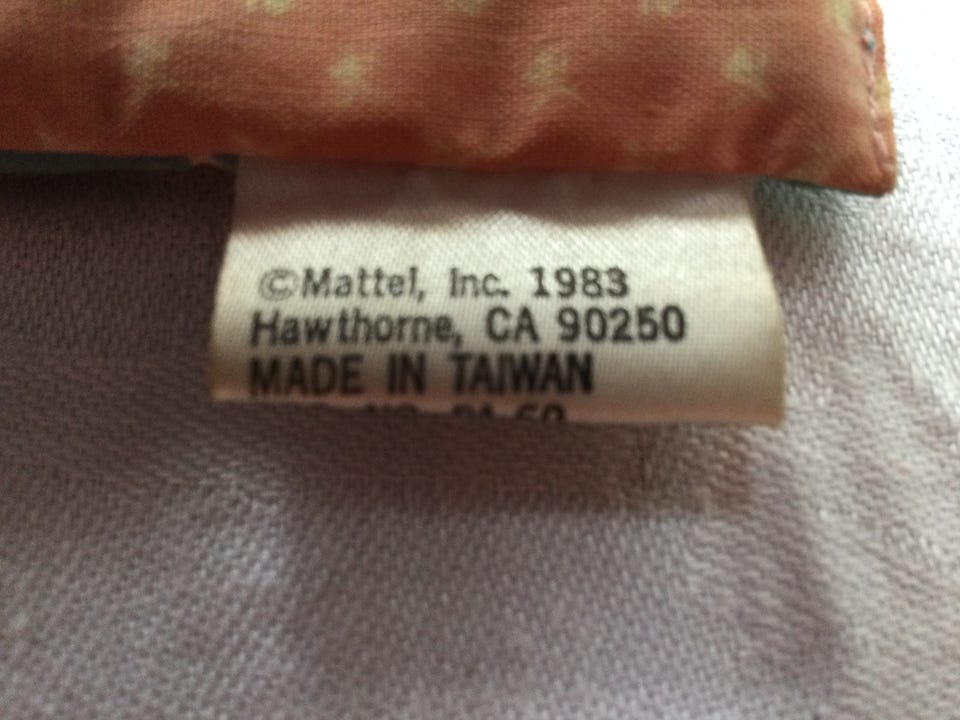 ©Mattel, Inc. 1983
Hawthorne, CA 90250
MADE IN TAIWAN